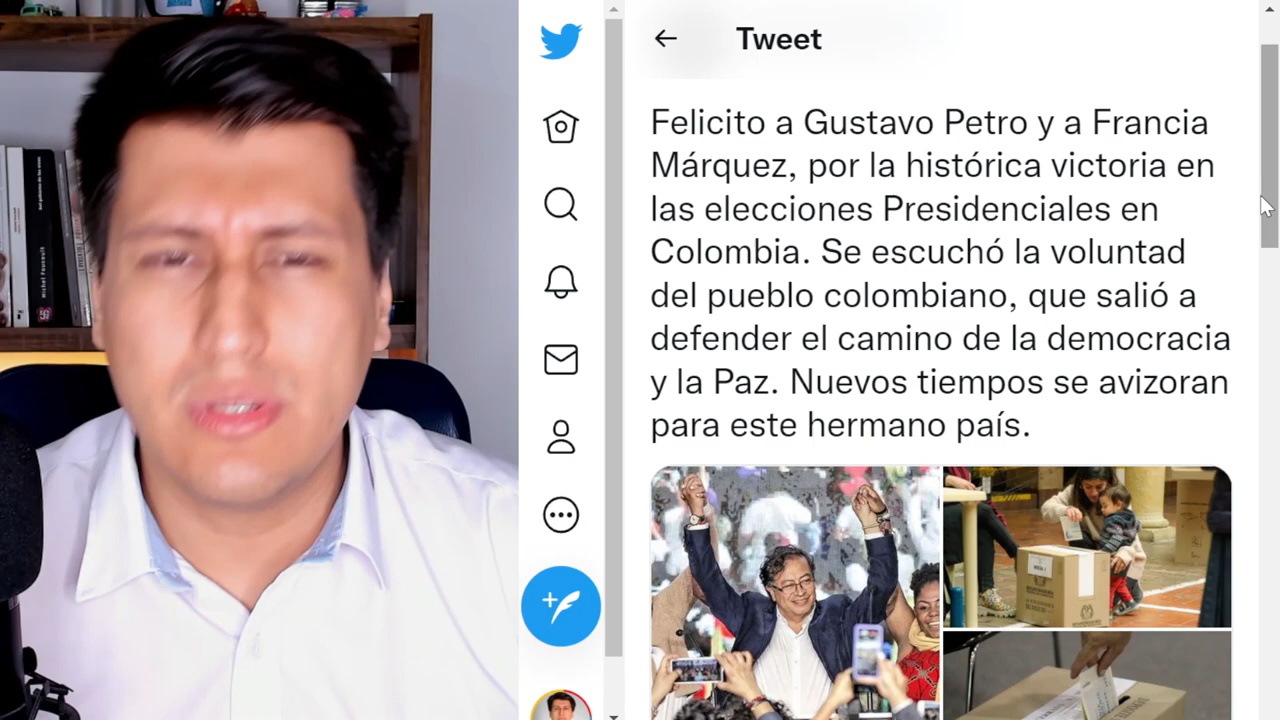 Tweet
Felicito a Gustavo Petro y a Francia
Márquez, por la histórica victoria en
las elecciones Presidenciales en
Colombia. Se escuchó la voluntad
del pueblo colombiano, que salió a
defender el camino de la democracia
y la Paz. Nuevos tiempos se avizoran
para este hermano país.
michel foucault